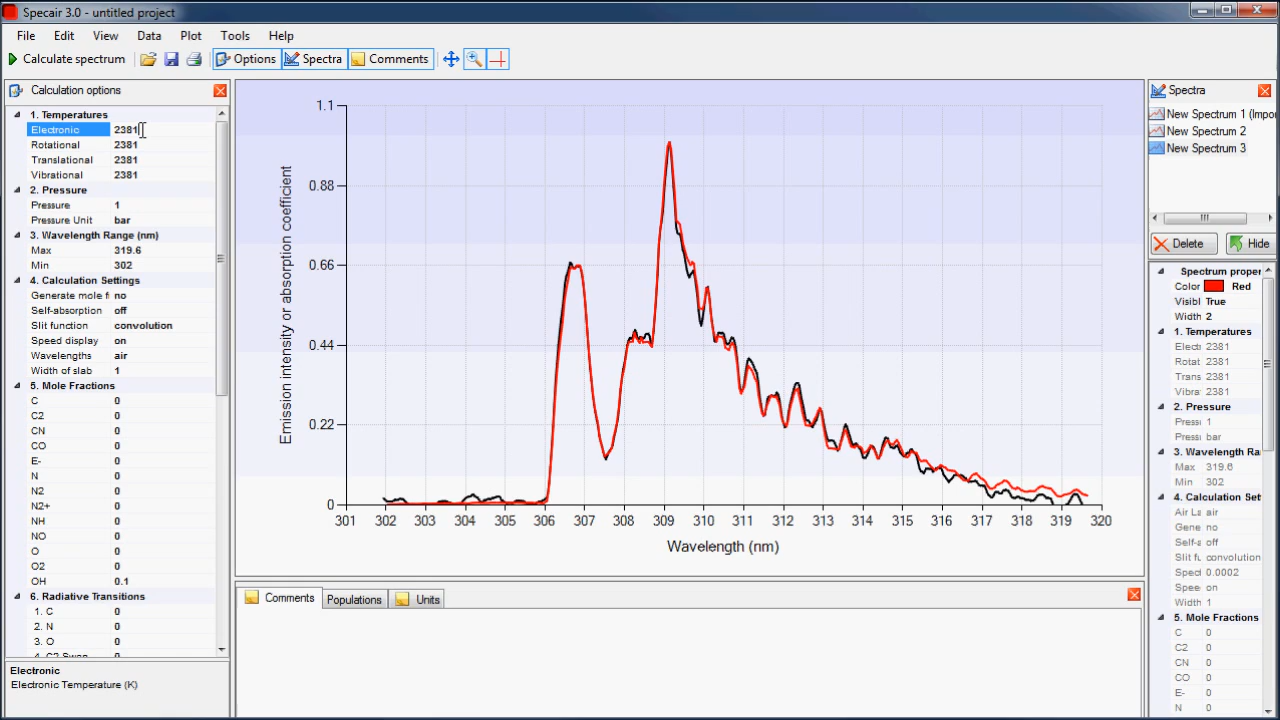 Specair 3.0 - untitled project
File Edit View Data Plot Tools Help
Calculate spectrum Options Spectra Comments
Calculation options
1. Temperatures
Electronic 2381
Rotational 2381
Translational 2381
Vibrational 2381
2. Pressure
Pressure 1
Pressure Unit bar
3. Wavelength Range (nm)
Max 319.6
Min 302
4. Calculation Settings
Generate mole f no
Self-absorption off
Slit function convolution
Speed display on
Wavelengths air
Width of slab 1
5. Mole Fractions
C 0
C2 0
CN 0
CO 0
E- 0
N 0
N2 0
N2+ 0
NH 0
NO 0
O 0
O2 0
OH 0.1
6. Radiative Transitions
1. C 0
2. N 0
3. O 0
4. C2 Swan 0
Electronic
Electronic Temperature (K)
Emission intensity or absorption coefficient
1.1
0.88
0.66
0.44
0.22
0
301 302 303 304 305 306 307 308 309 310 311 312 313 314 315 316 317 318 319 320
Wavelength (nm)
Comments Populations Units
Spectra
New Spectrum 1 (Impo
New Spectrum 2
New Spectrum 3
Delete Hide
Spectrum proper
Color Red
Visibl True
Width 2
1. Temperatures
Electr 2381
Rotat 2381
Trans 2381
Vibra 2381
2. Pressure
Press 1
Press bar
3. Wavelength Ra
Max 319.6
Min 302
4. Calculation Set
Air La air
Gene no
Self-a off
Slit fu convolution
Spect 0.0002
Spee on
Width 1
5. Mole Fractions
C 0
C2 0
CN 0
CO 0
E- 0
N 0